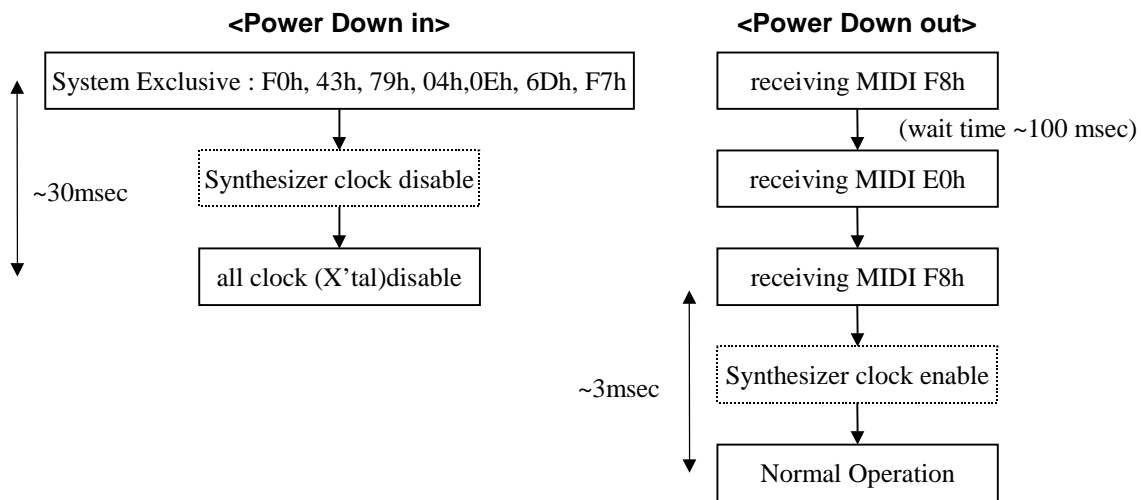 <Power Down in>
System Exclusive : F0h, 43h, 79h, 04h,0Eh, 6Dh, F7h
Synthesizer clock disable
~30msec
all clock (X’tal)disable
<Power Down out>
receiving MIDI F8h
(wait time ~100 msec)
receiving MIDI E0h
receiving MIDI F8h
Synthesizer clock enable
~3msec
Normal Operation